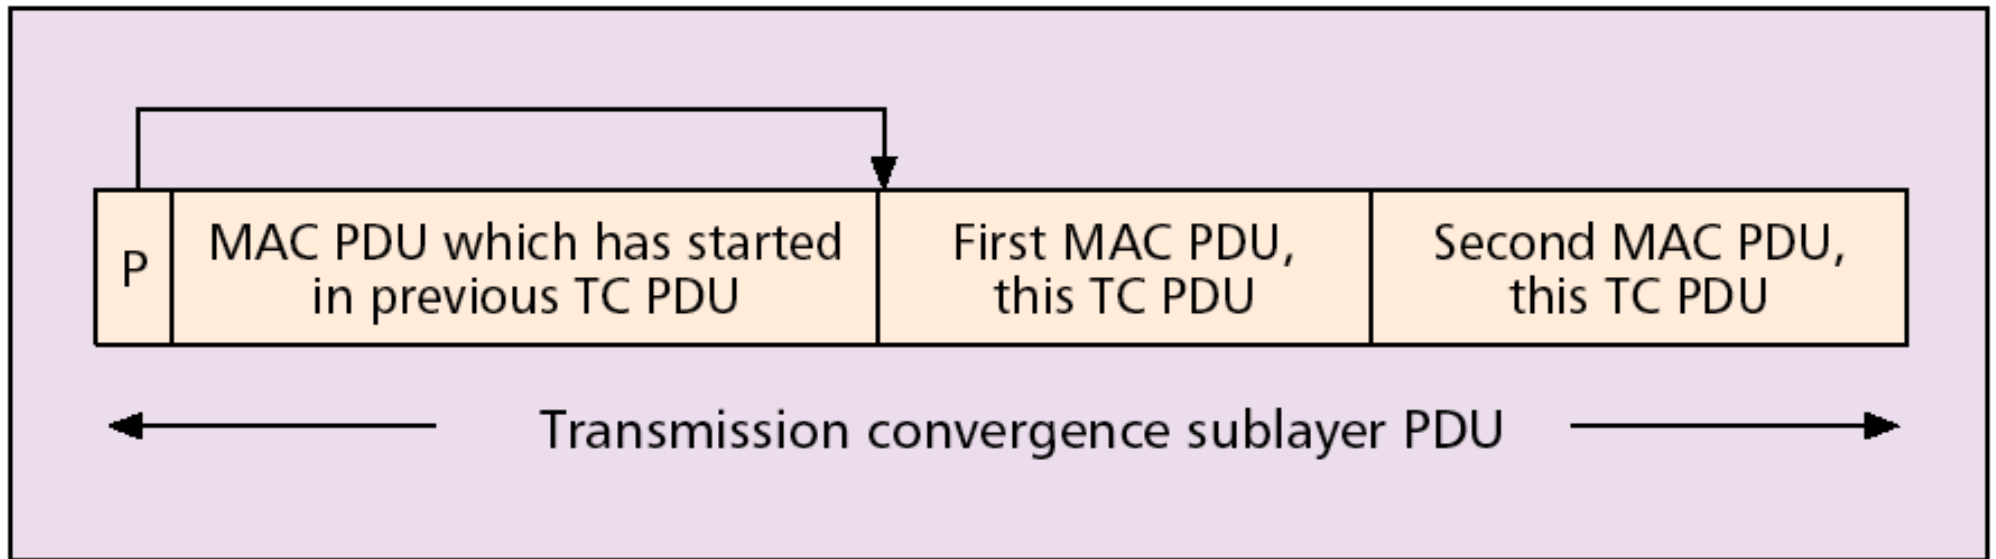 P
MAC PDU which has started
in previous TC PDU
First MAC PDU,
this TC PDU
Second MAC PDU,
this TC PDU
Transmission convergence sublayer PDU